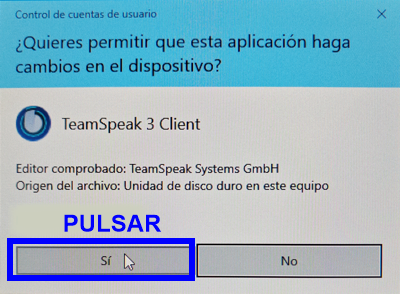 Control de cuentas de usuario
¿Quieres permitir que esta aplicación haga
cambios en el dispositivo?
TeamSpeak 3 Client
Editor comprobado: TeamSpeak Systems GmbH
Origen del archivo: Unidad de disco duro en este equipo
PULSAR
Sí
No